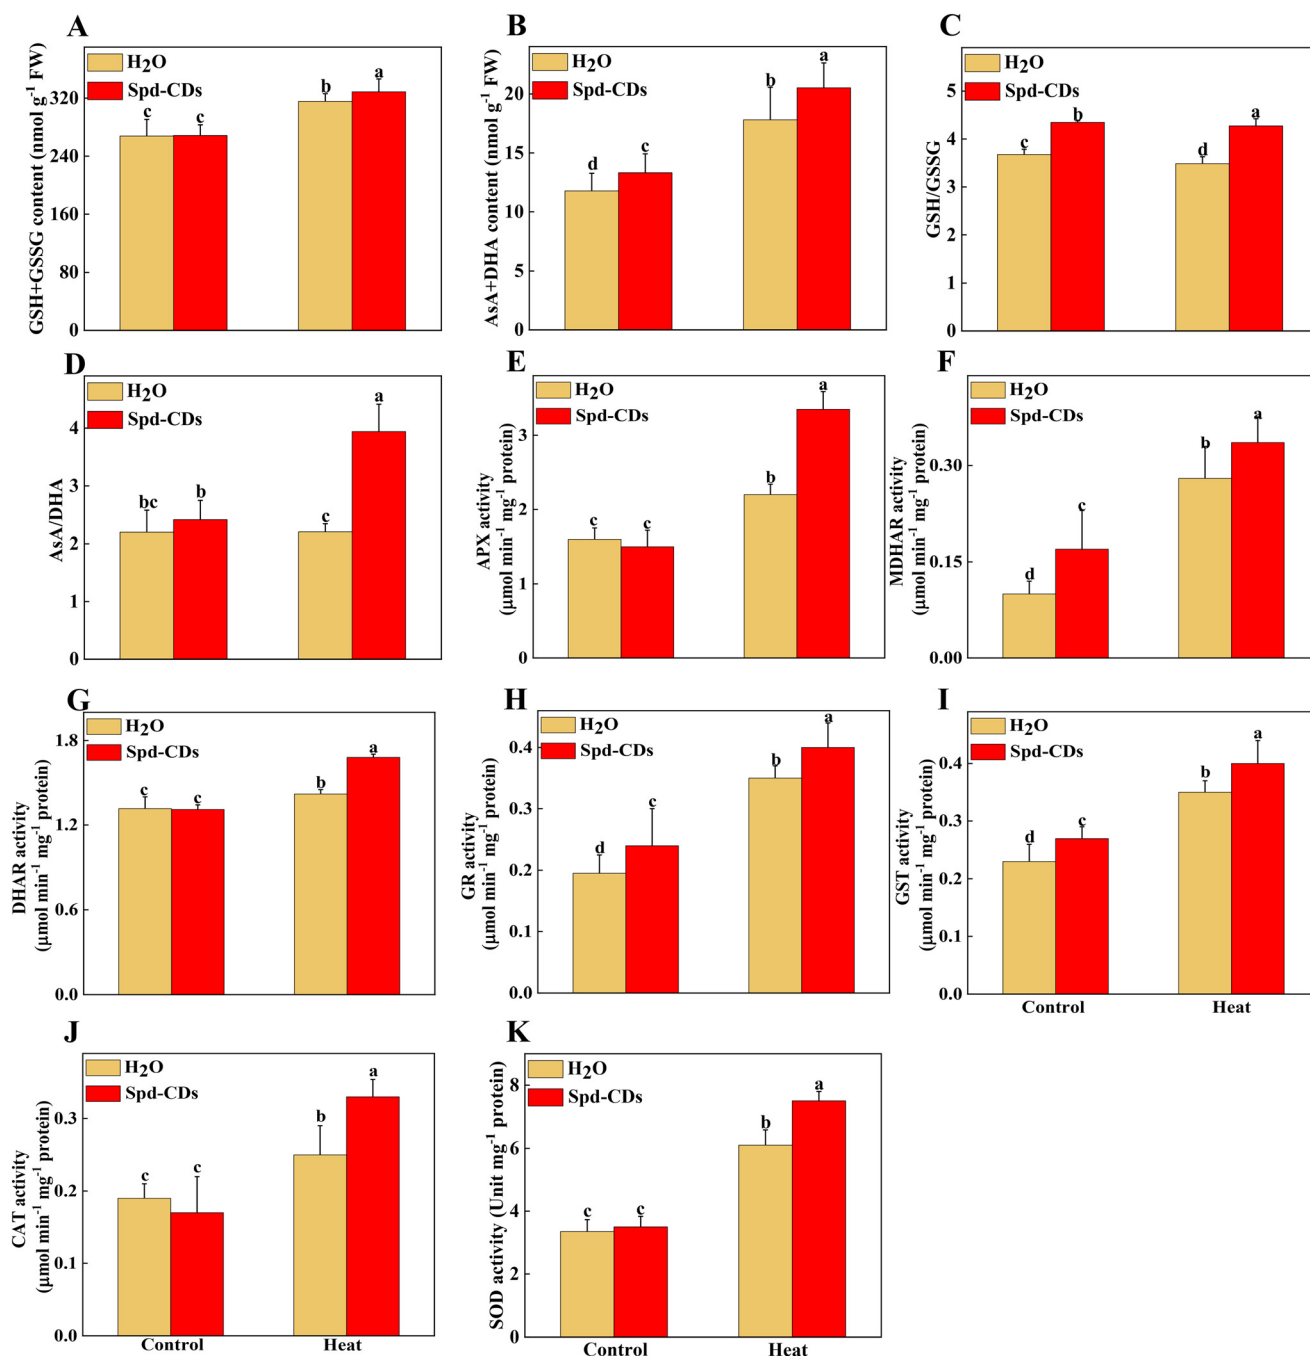 A
H2O
Spd-CDs
GSH+GSSG content (nmol g-1 FW)
320
240
160
80
0
c
c
b
a
B
H2O
Spd-CDs
AsA+DHA content (nmol g-1 FW)
20
15
10
5
0
d
c
b
a
C
H2O
Spd-CDs
GSH/GSSG
5
4
3
2
1
0
c
b
d
a
D
H2O
Spd-CDs
AsA/DHA
4
3
2
1
0
bc
b
c
a
E
H2O
Spd-CDs
APX activity
(μmol min-1 mg-1 protein)
3
2
1
0
c
c
b
a
F
H2O
Spd-CDs
MDHAR activity
(μmol min-1 mg-1 protein)
0.30
0.15
0.00
d
c
b
a
G
H2O
Spd-CDs
DHAR activity
(μmol min-1 mg-1 protein)
1.8
1.2
0.6
0.0
c
c
b
a
H
H2O
Spd-CDs
GR activity
(μmol min-1 mg-1 protein)
0.4
0.3
0.2
0.1
0.0
d
c
b
a
I
H2O
Spd-CDs
GST activity
(μmol min-1 mg-1 protein)
0.4
0.3
0.2
0.1
0.0
d
c
b
a
Control
Heat
J
H2O
Spd-CDs
CAT activity
(μmol min-1 mg-1 protein)
0.3
0.2
0.1
0.0
c
c
b
a
Control
Heat
K
H2O
Spd-CDs
SOD activity (Unit mg-1 protein)
8
6
4
2
0
c
c
b
a
Control
Heat